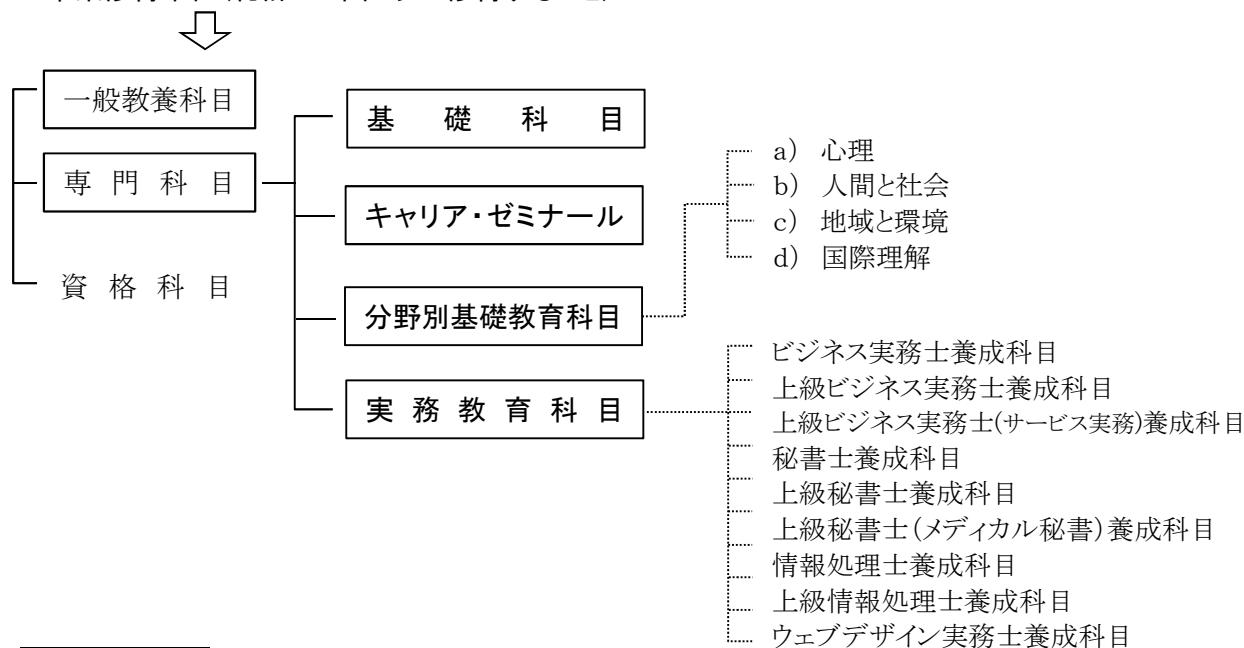 一般教養科目
専門科目
資格科目
基礎科目
キャリア・ゼミナール
分野別基礎教育科目
実務教育科目
a) 心理
b) 人間と社会
c) 地域と環境
d) 国際理解
ビジネス実務士養成科目
上級ビジネス実務士養成科目
上級ビジネス実務士(サービス実務)養成科目
秘書士養成科目
上級秘書士養成科目
上級秘書士(メディカル秘書)養成科目
情報処理士養成科目
上級情報処理士養成科目
ウェブデザイン実務士養成科目